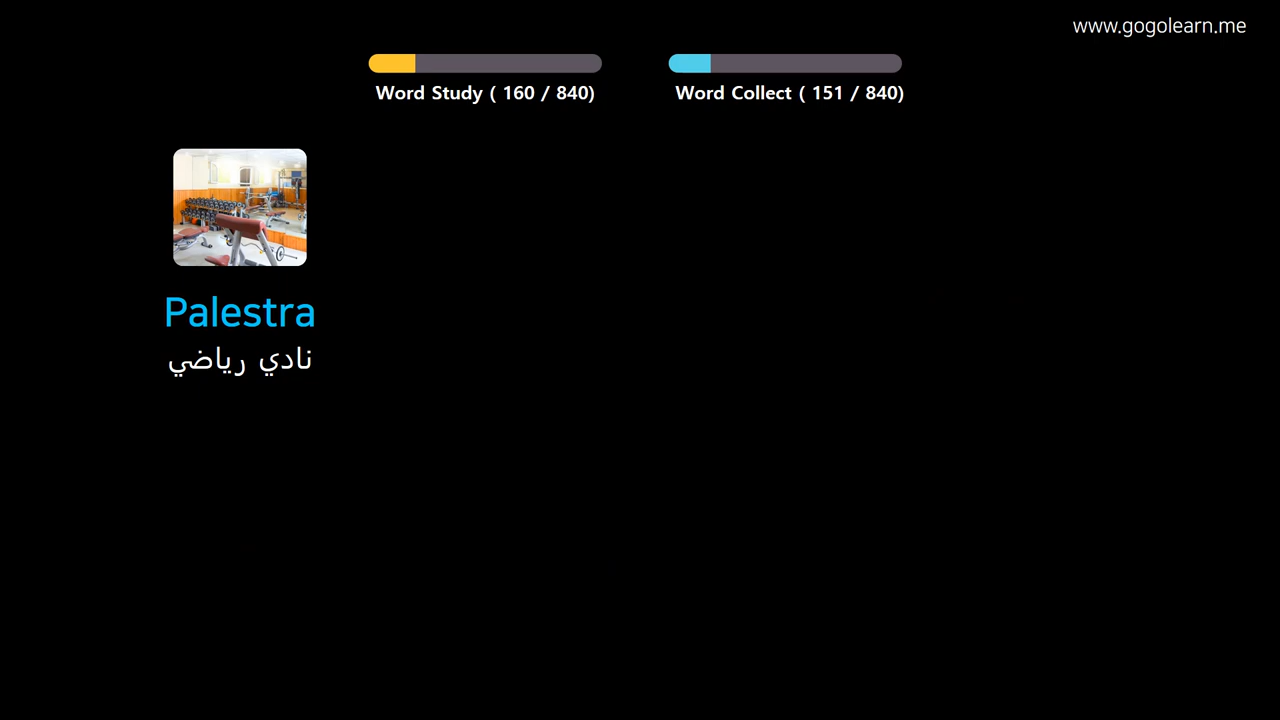 www.gogolearn.me
Word Study ( 160 / 840)
Word Collect ( 151 / 840)
Palestra
نادي رياضي